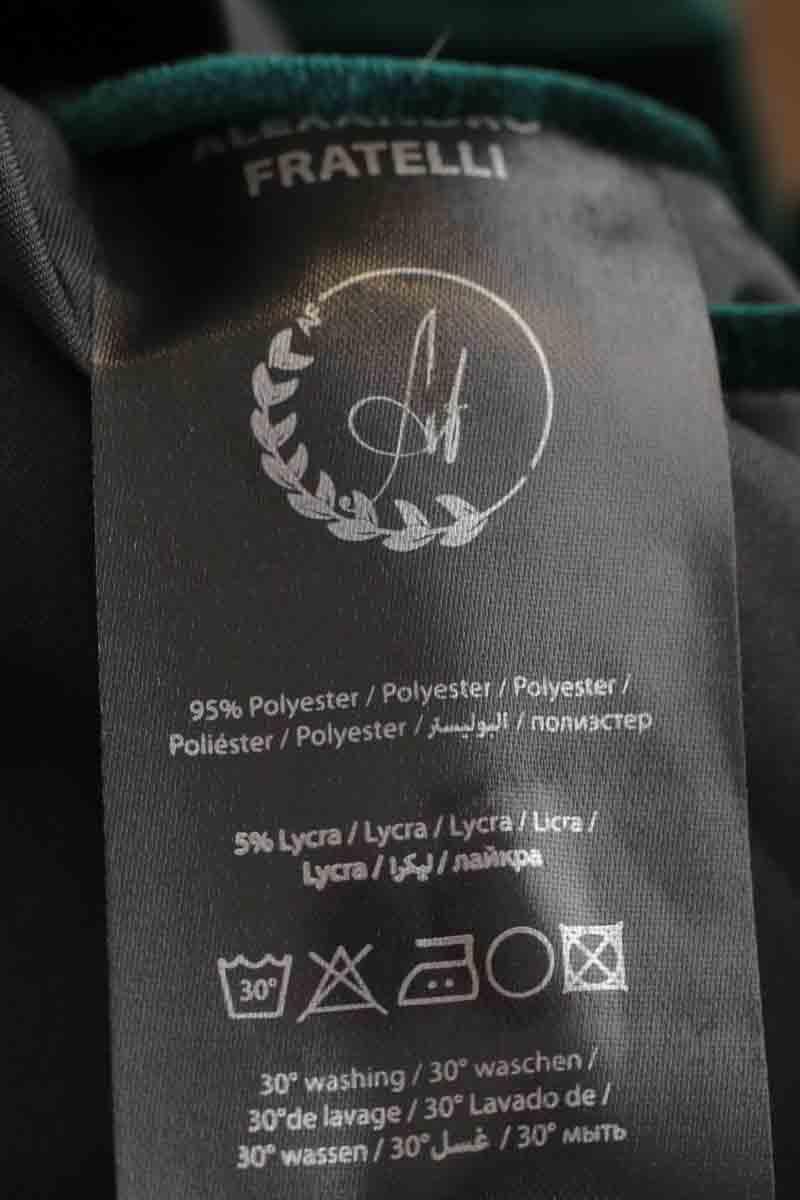 FRATELLI
95% Polyester / Polyester / Polyester /
Poliéster / Polyester / البوليستر / полиэстер
5% Lycra / Lycra / Lycra / Licra /
Lycra / ليكرا / лайкра
30°
30° washing / 30° waschen /
30°de lavage / 30° Lavado de /
30° wassen / 30° غسل / 30° мыть